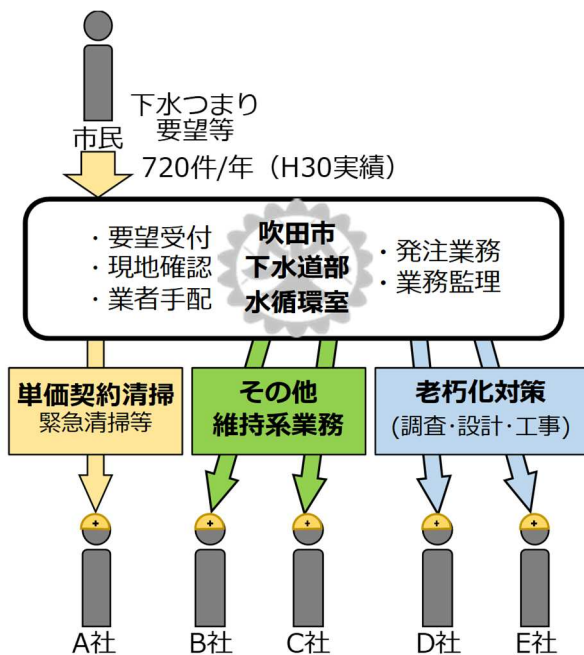 下水つまり
要望等
市民
720件/年（H30実績）
・要望受付
・現地確認
・業者手配
吹田市
下水道部
水循環室
・発注業務
・業務監理
単価契約清掃
緊急清掃等
その他
維持系業務
老朽化対策
(調査・設計・工事)
A社
B社
C社
D社
E社